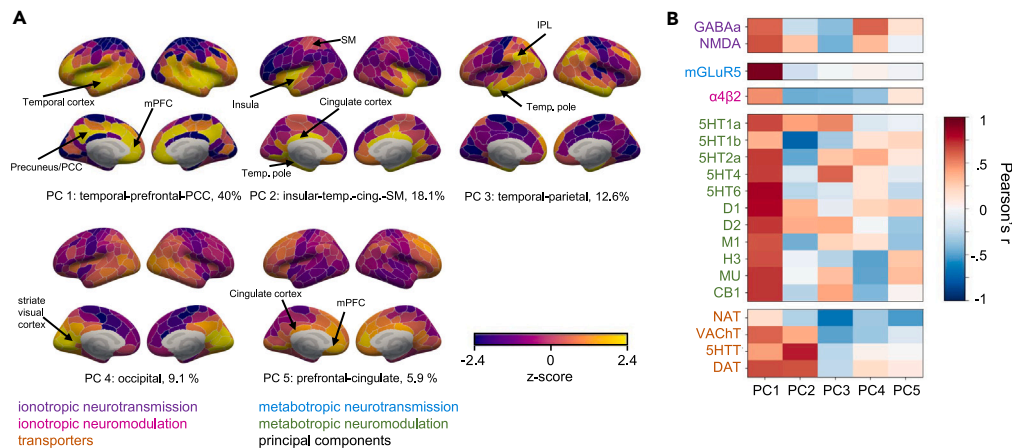 A
B
SM
IPL
Temporal cortex
mPFC
Insula
Cingulate cortex
Temp. pole
Precuneus/PCC
Temp. pole
PC 1: temporal-prefrontal-PCC, 40%
PC 2: insular-temp.-cing.-SM, 18.1%
PC 3: temporal-parietal, 12.6%
striate
visual
cortex
Cingulate cortex
mPFC
-2.4
0
2.4
z-score
PC 4: occipital, 9.1 %
PC 5: prefrontal-cingulate, 5.9 %
ionotropic neurotransmission
metabotropic neurotransmission
ionotropic neuromodulation
metabotropic neuromodulation
transporters
principal components
GABAa
NMDA
mGLuR5
α4β2
5HT1a
5HT1b
5HT2a
5HT4
5HT6
D1
D2
M1
H3
MU
CB1
NAT
VAChT
5HTT
DAT
PC1
PC2
PC3
PC4
PC5
1
.5
0
-.5
-1
Pearson's r